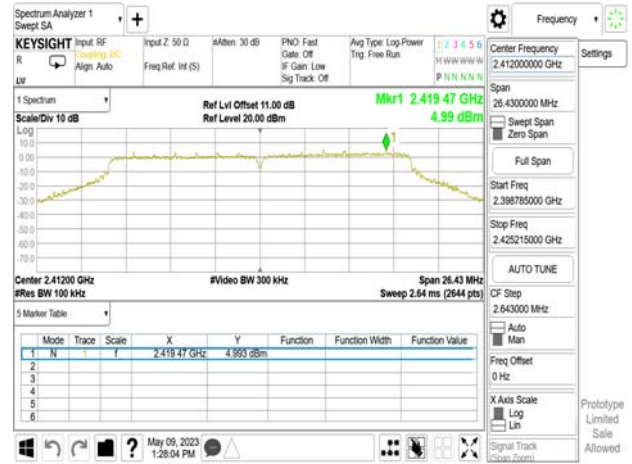 Spectrum Analyzer 1
Swept SA
Frequency
KEYSIGHT
R
LU
Input: RF
Coupling: DC
Align: Auto
Input Z: 50 Ω
Freq Ref: Int (S)
#Atten: 30 dB
PNO: Fast
Gate: Off
IF Gain: Low
Sig Track: Off
Avg Type: Log-Power
Trig: Free Run
1 2 3 4 5 6
M W W W W W
P N N N N N
1 Spectrum
Scale/Div 10 dB
Log
Ref Lvl Offset 11.00 dB
Ref Level 20.00 dBm
Mkr1 2.419 47 GHz
4.99 dBm
1
10.0
0.00
-10.0
-20.0
-30.0
-40.0
-50.0
-60.0
-70.0
Center 2.41200 GHz
#Res BW 100 kHz
#Video BW 300 kHz
Span 26.43 MHz
Sweep 2.64 ms (2644 pts)
5 Marker Table
Mode Trace Scale X Y Function Function Width Function Value
1 N 1 f 2.419 47 GHz 4.993 dBm
2
3
4
5
6
May 09, 2023
1:28:04 PM
Center Frequency
2.412000000 GHz
Settings
Span
26.4300000 MHz
Swept Span
Zero Span
Full Span
Start Freq
2.398785000 GHz
Stop Freq
2.425215000 GHz
AUTO TUNE
CF Step
2.643000 MHz
Auto
Man
Freq Offset
0 Hz
X Axis Scale
Log
Lin
Signal Track
(Span Zoom)
Prototype
Limited
Sale
Allowed